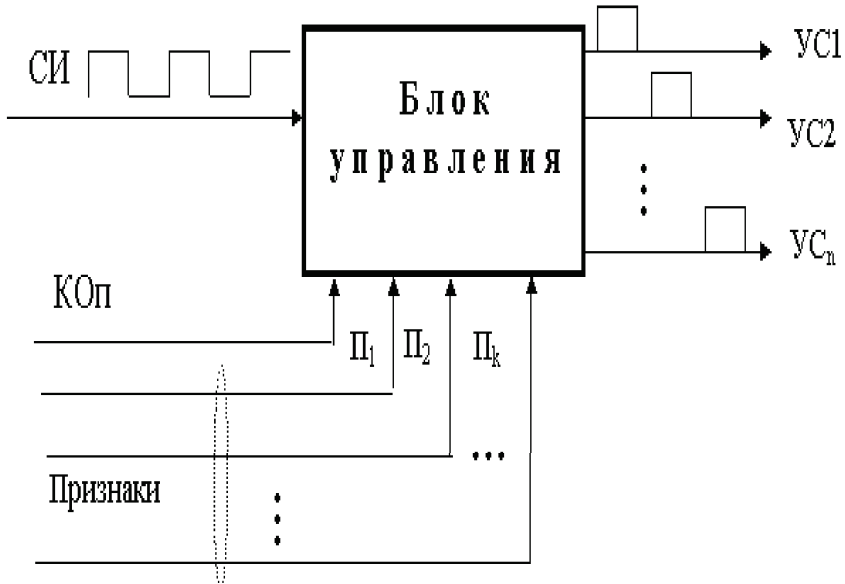 СИ
Блок
управления
УС1
УС2
УСn
КОп
П1
П2
Пk
Признаки